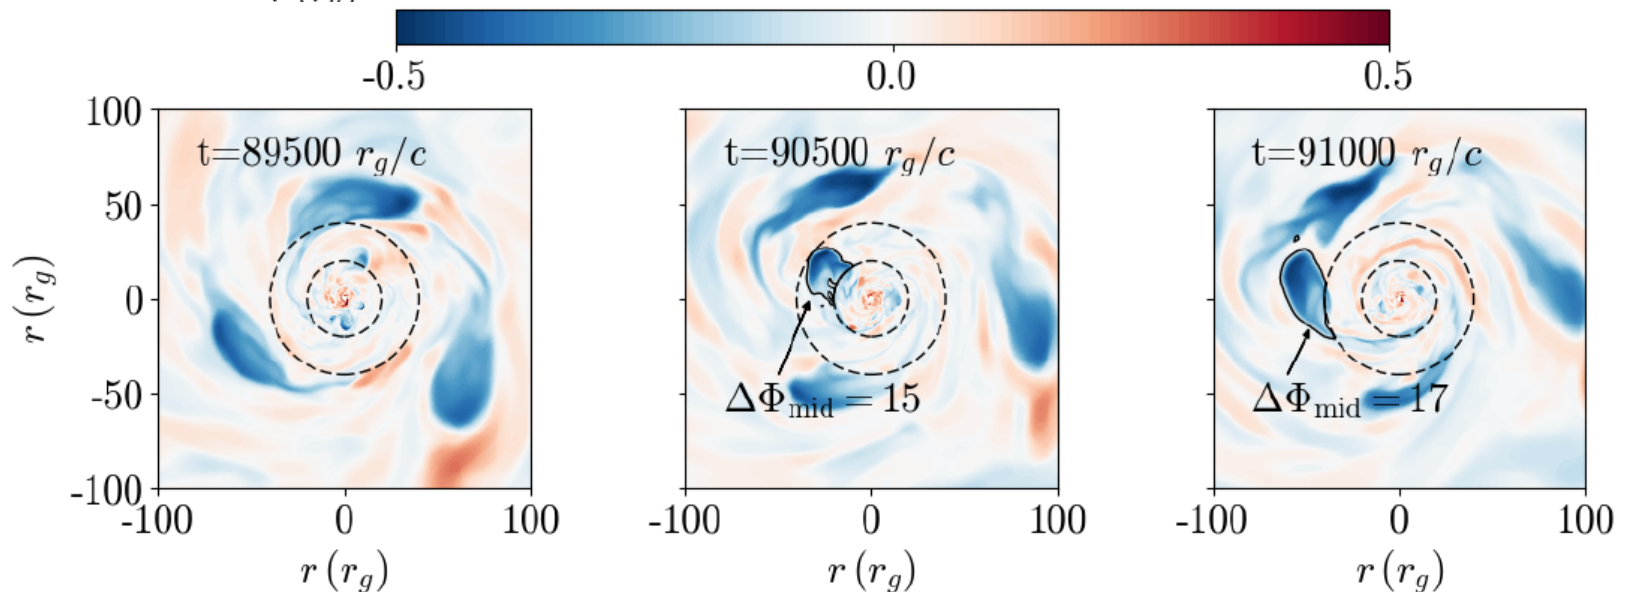 -0.5 0.0 0.5
t=89500 r_g/c t=90500 r_g/c t=91000 r_g/c
100
50
0
-50
-100
r (r_g)
ΔΦ_mid = 15 ΔΦ_mid = 17
-100 0 100 -100 0 100 -100 0 100
r (r_g) r (r_g) r (r_g)